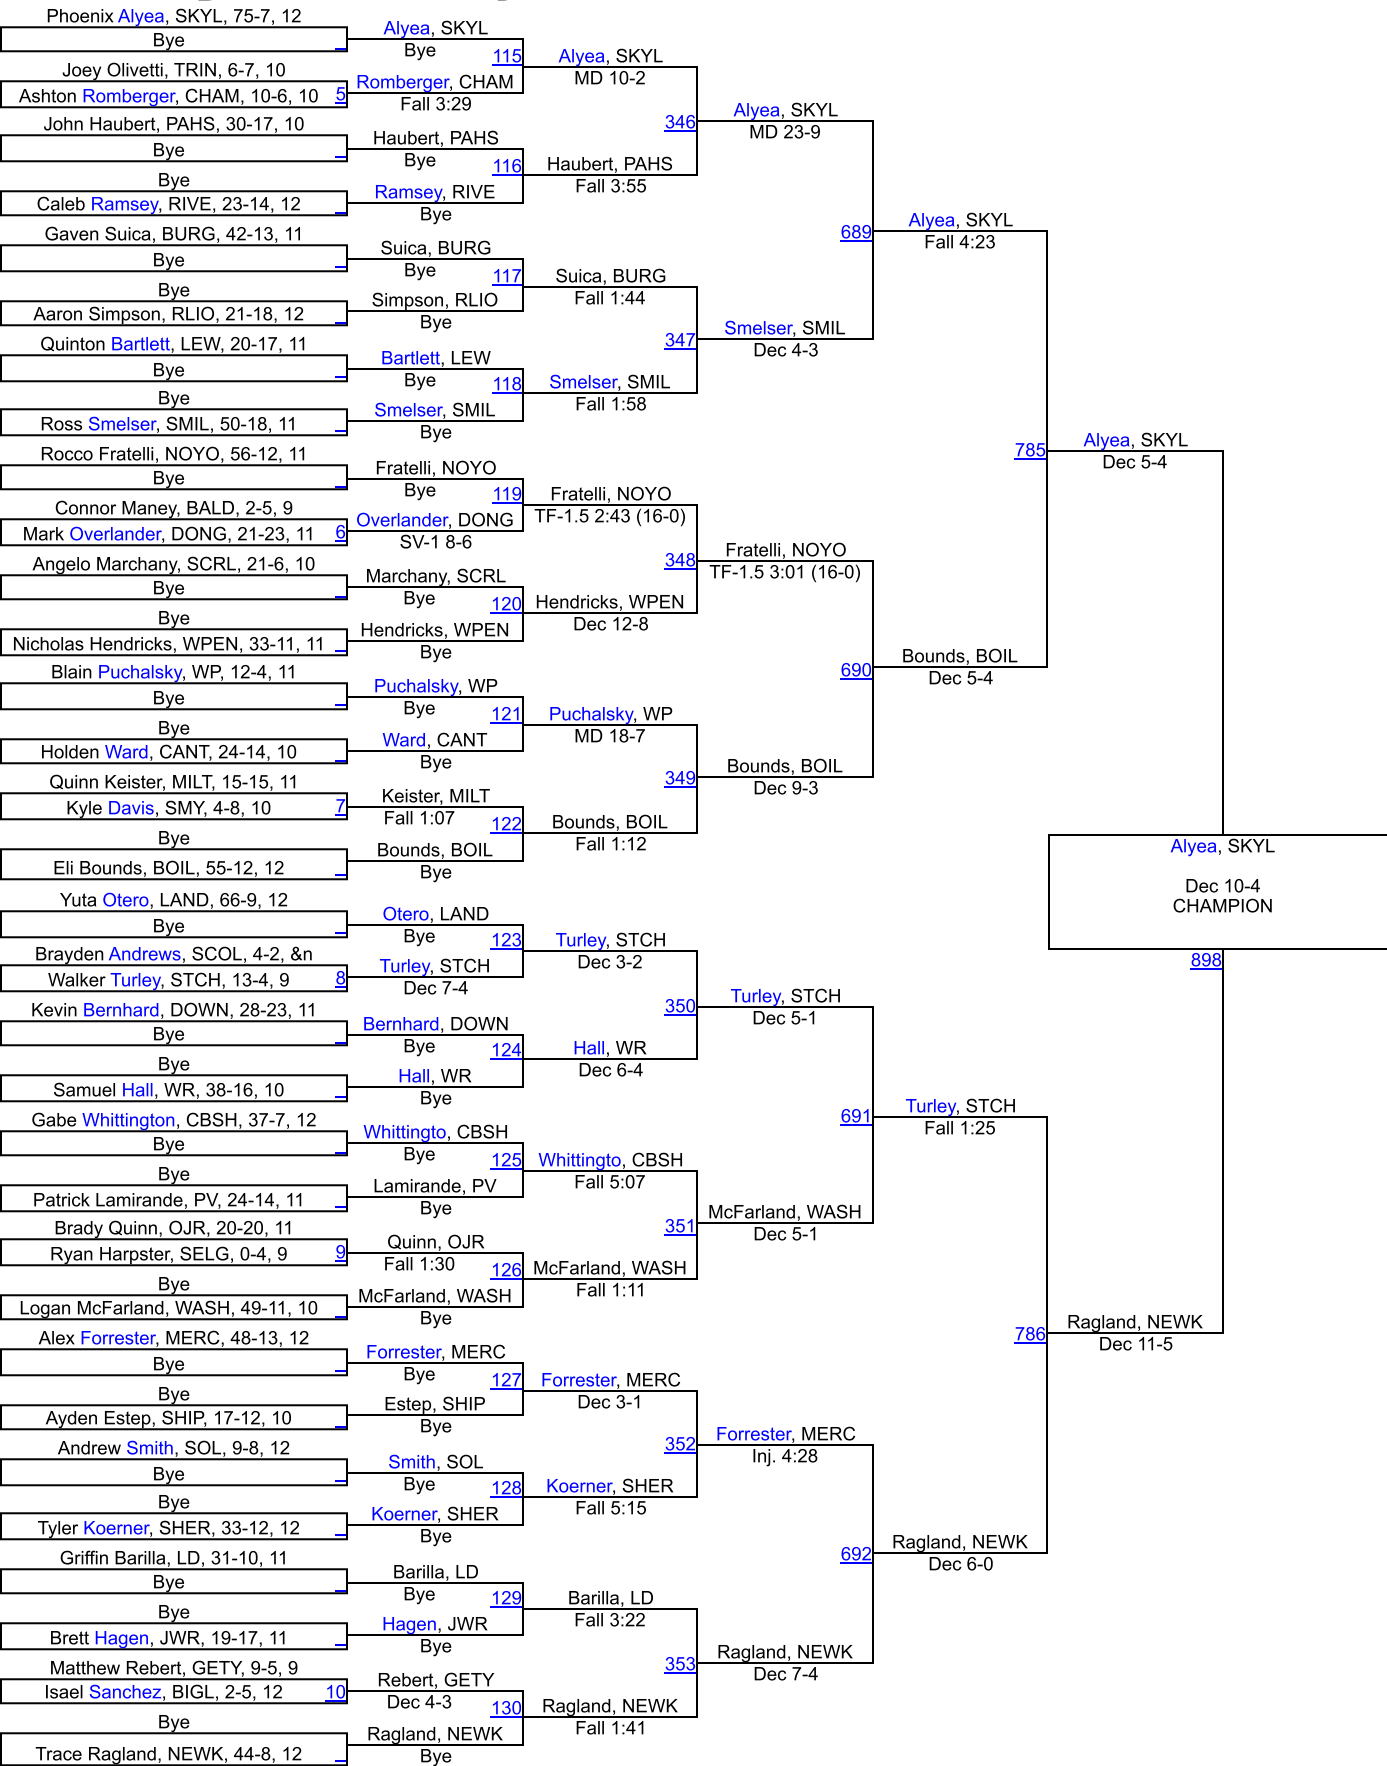 Phoenix Alyea, SKYL, 75-7, 12
Bye
Joey Olivetti, TRIN, 6-7, 10
Ashton Romberger, CHAM, 10-6, 10 5
John Haubert, PAHS, 30-17, 10
Bye
Bye
Caleb Ramsey, RIVE, 23-14, 12
Gaven Suica, BURG, 42-13, 11
Bye
Bye
Aaron Simpson, RLIO, 21-18, 12
Quinton Bartlett, LEW, 20-17, 11
Bye
Bye
Ross Smelser, SMIL, 50-18, 11
Rocco Fratelli, NOYO, 56-12, 11
Bye
Connor Maney, BALD, 2-5, 9
Mark Overlander, DONG, 21-23, 11 6
Angelo Marchany, SCRL, 21-6, 10
Bye
Bye
Nicholas Hendricks, WPEN, 33-11, 11
Blain Puchalsky, WP, 12-4, 11
Bye
Bye
Holden Ward, CANT, 24-14, 10
Quinn Keister, MILT, 15-15, 11
Kyle Davis, SMY, 4-8, 10 7
Bye
Eli Bounds, BOIL, 55-12, 12
Yuta Otero, LAND, 66-9, 12
Bye
Brayden Andrews, SCOL, 4-2, &n
Walker Turley, STCH, 13-4, 9 8
Kevin Bernhard, DOWN, 28-23, 11
Bye
Bye
Samuel Hall, WR, 38-16, 10
Gabe Whittington, CBSH, 37-7, 12
Bye
Bye
Patrick Lamirande, PV, 24-14, 11
Brady Quinn, OJR, 20-20, 11
Ryan Harpster, SELG, 0-4, 9 9
Bye
Logan McFarland, WASH, 49-11, 10
Alex Forrester, MERC, 48-13, 12
Bye
Bye
Ayden Estep, SHIP, 17-12, 10
Andrew Smith, SOL, 9-8, 12
Bye
Bye
Tyler Koerner, SHER, 33-12, 12
Griffin Barilla, LD, 31-10, 11
Bye
Bye
Brett Hagen, JWR, 19-17, 11
Matthew Rebert, GETY, 9-5, 9
Isael Sanchez, BIGL, 2-5, 12 10
Bye
Trace Ragland, NEWK, 44-8, 12
Alyea, SKYL
Bye
115
Romberger, CHAM
Fall 3:29
Haubert, PAHS
Bye
116
Ramsey, RIVE
Bye
Suica, BURG
Bye
117
Simpson, RLIO
Bye
Bartlett, LEW
Bye
118
Smelser, SMIL
Bye
Fratelli, NOYO
Bye
119
Overlander, DONG
SV-1 8-6
Marchany, SCRL
Bye
120
Hendricks, WPEN
Bye
Puchalsky, WP
Bye
121
Ward, CANT
Bye
Keister, MILT
Fall 1:07
122
Bounds, BOIL
Bye
Otero, LAND
Bye
123
Turley, STCH
Dec 7-4
Bernhard, DOWN
Bye
124
Hall, WR
Bye
Whittingto, CBSH
Bye
125
Lamirande, PV
Bye
Quinn, OJR
Fall 1:30
126
McFarland, WASH
Bye
Forrester, MERC
Bye
127
Estep, SHIP
Bye
Smith, SOL
Bye
128
Koerner, SHER
Bye
Barilla, LD
Bye
129
Hagen, JWR
Bye
Rebert, GETY
Dec 4-3
130
Ragland, NEWK
Bye
Alyea, SKYL
MD 10-2
346
Haubert, PAHS
Fall 3:55
Suica, BURG
Fall 1:44
347
Smelser, SMIL
Fall 1:58
Fratelli, NOYO
TF-1.5 2:43 (16-0)
348
Hendricks, WPEN
Dec 12-8
Puchalsky, WP
MD 18-7
349
Bounds, BOIL
Fall 1:12
Turley, STCH
Dec 3-2
350
Hall, WR
Dec 6-4
Whittingto, CBSH
Fall 5:07
351
McFarland, WASH
Fall 1:11
Forrester, MERC
Dec 3-1
352
Koerner, SHER
Fall 5:15
Barilla, LD
Fall 3:22
353
Ragland, NEWK
Fall 1:41
Alyea, SKYL
MD 23-9
689
Smelser, SMIL
Dec 4-3
Fratelli, NOYO
TF-1.5 3:01 (16-0)
690
Bounds, BOIL
Dec 9-3
Turley, STCH
Dec 5-1
691
McFarland, WASH
Dec 5-1
Forrester, MERC
Inj. 4:28
692
Ragland, NEWK
Dec 7-4
Alyea, SKYL
Fall 4:23
785
Bounds, BOIL
Dec 5-4
Turley, STCH
Fall 1:25
786
Ragland, NEWK
Dec 6-0
Alyea, SKYL
Dec 5-4
Ragland, NEWK
Dec 11-5
Alyea, SKYL
Dec 10-4
CHAMPION
898